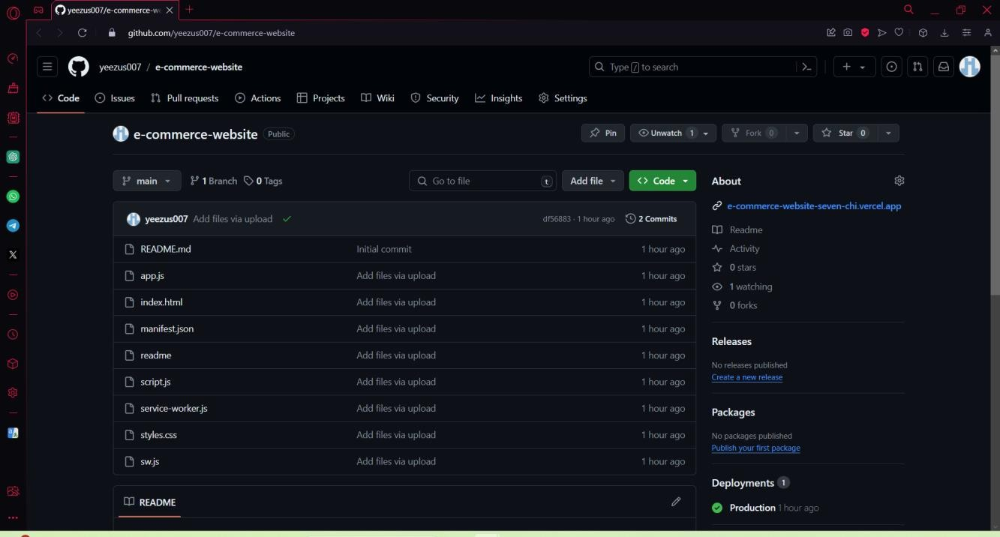 yeezus007/e-commerce-we
github.com/yeezus007/e-commerce-website
yeezus007 / e-commerce-website
Type / to search
Code Issues Pull requests Actions Projects Wiki Security Insights Settings
e-commerce-website Public
Pin Unwatch 1 Fork 0 Star 0
main 1 Branch 0 Tags Go to file t Add file Code
About
e-commerce-website-seven-chi.vercel.app
yeezus007 Add files via upload df56883 · 1 hour ago 2 Commits
README.md Initial commit 1 hour ago
app.js Add files via upload 1 hour ago
index.html Add files via upload 1 hour ago
manifest.json Add files via upload 1 hour ago
readme Add files via upload 1 hour ago
script.js Add files via upload 1 hour ago
service-worker.js Add files via upload 1 hour ago
styles.css Add files via upload 1 hour ago
sw.js Add files via upload 1 hour ago
README
Readme
Activity
0 stars
1 watching
0 forks
Releases
No releases published
Create a new release
Packages
No packages published
Publish your first package
Deployments 1
Production 1 hour ago